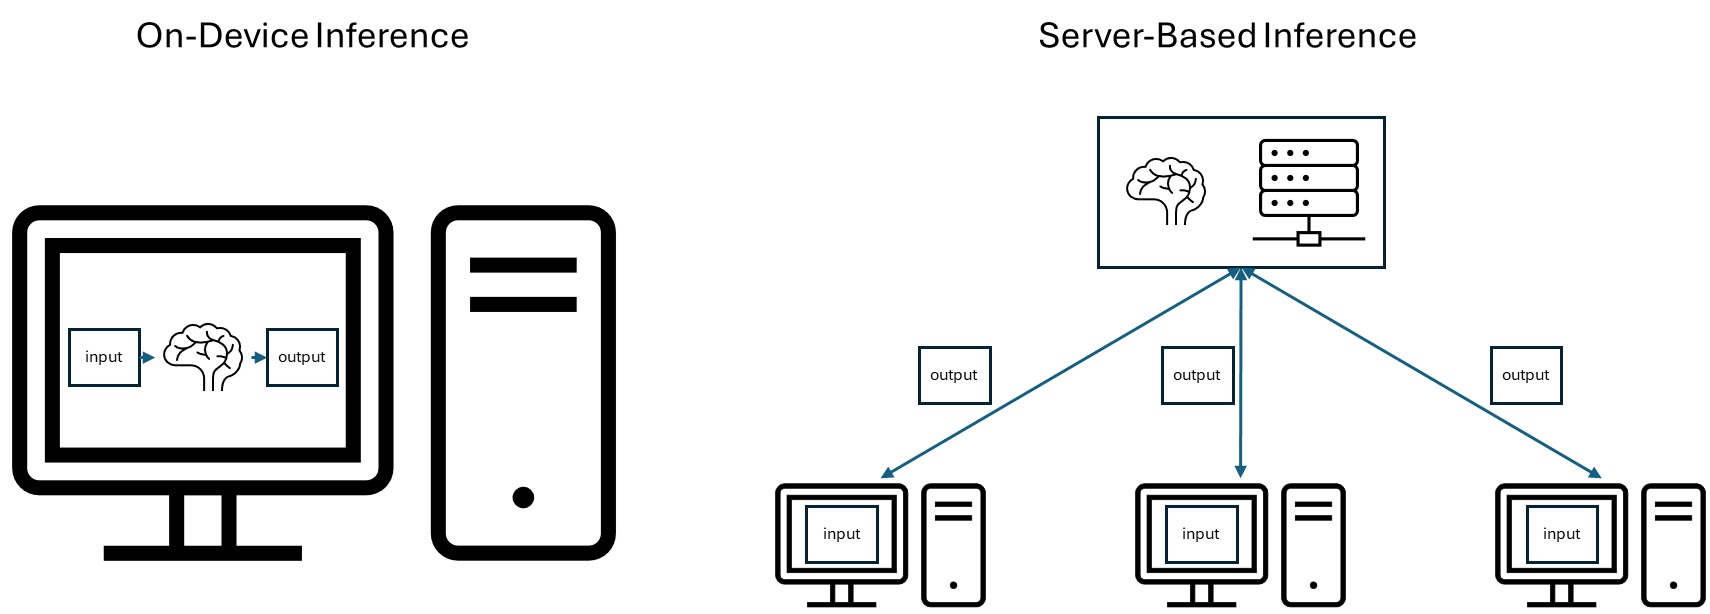 On-Device Inference
input
output
Server-Based Inference
output
output
output
input
input
input